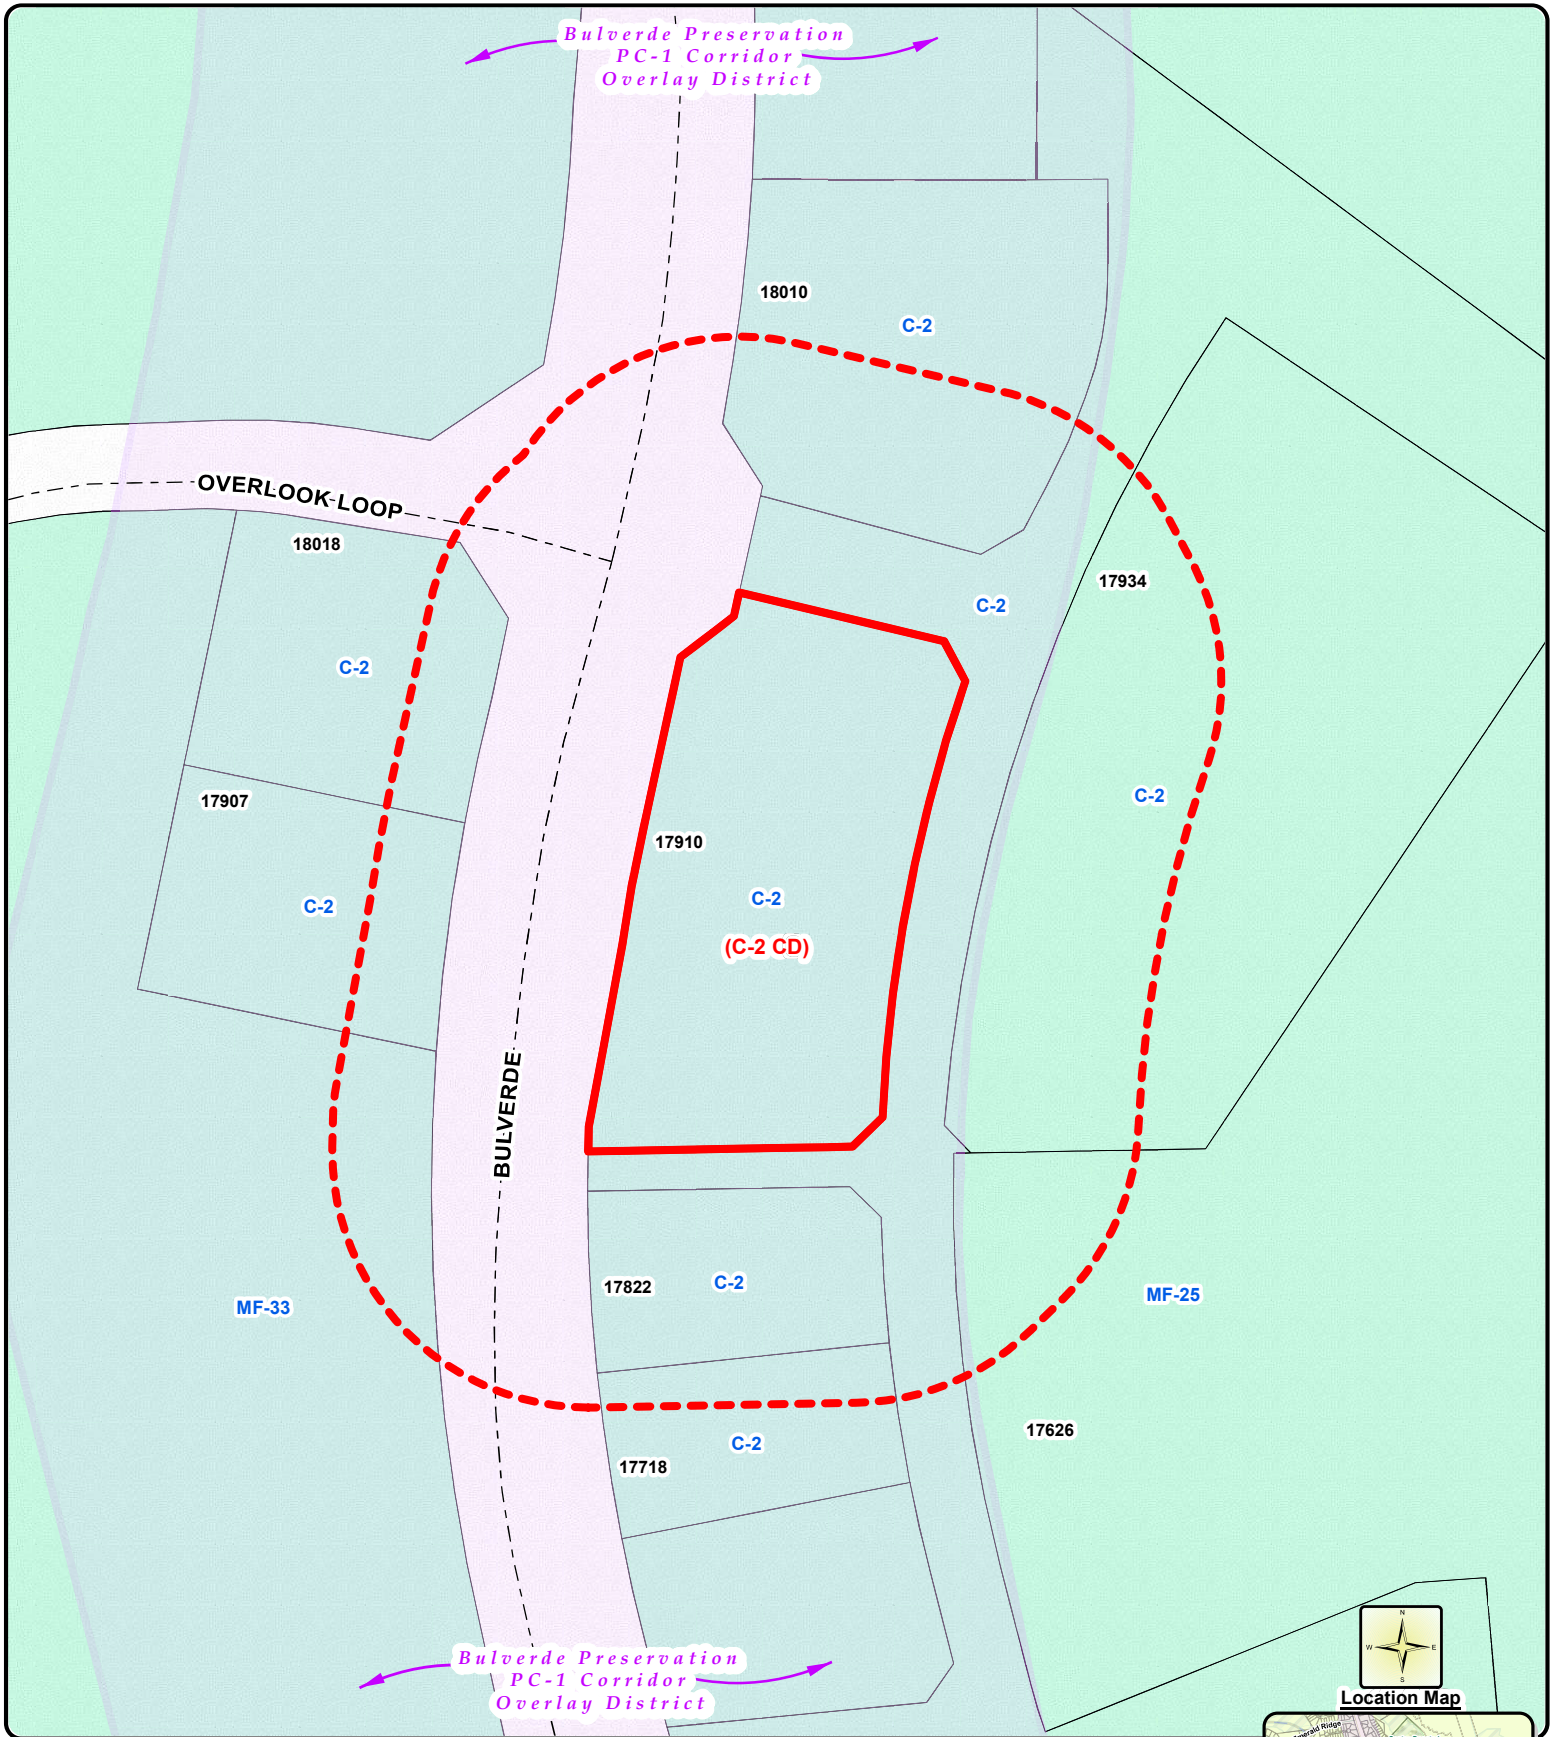 Bulverde Preservation
PC-1 Corridor
Overlay District
18010
C-2
OVERLOOK LOOP
18018
17934
C-2
C-2
C-2
17907
17910
C-2
C-2
(C-2 CD)
BULVERDE
17822
C-2
MF-33
MF-25
17626
C-2
17718
N
W
E
S
Bulverde Preservation
PC-1 Corridor
Overlay District
Location Map
Ridge